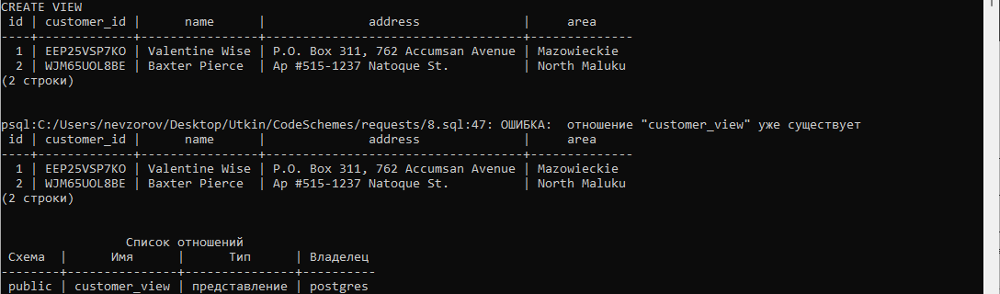 CREATE VIEW
 id | customer_id |      name      |              address              |     area
----+-------------+----------------+-----------------------------------+--------------
  1 | EEP25VSP7KO | Valentine Wise | P.O. Box 311, 762 Accumsan Avenue | Mazowieckie
  2 | WJM65UOL8BE | Baxter Pierce  | Ap #515-1237 Natoque St.          | North Maluku
(2 строки)
psql:C:/Users/nevzorov/Desktop/Utkin/CodeSchemes/requests/8.sql:47: ОШИБКА:  отношение "customer_view" уже существует
 id | customer_id |      name      |              address              |     area
----+-------------+----------------+-----------------------------------+--------------
  1 | EEP25VSP7KO | Valentine Wise | P.O. Box 311, 762 Accumsan Avenue | Mazowieckie
  2 | WJM65UOL8BE | Baxter Pierce  | Ap #515-1237 Natoque St.          | North Maluku
(2 строки)
                 Список отношений
 Схема  |      Имя      |      Тип      | Владелец
--------+---------------+---------------+----------
 public | customer_view | представление | postgres